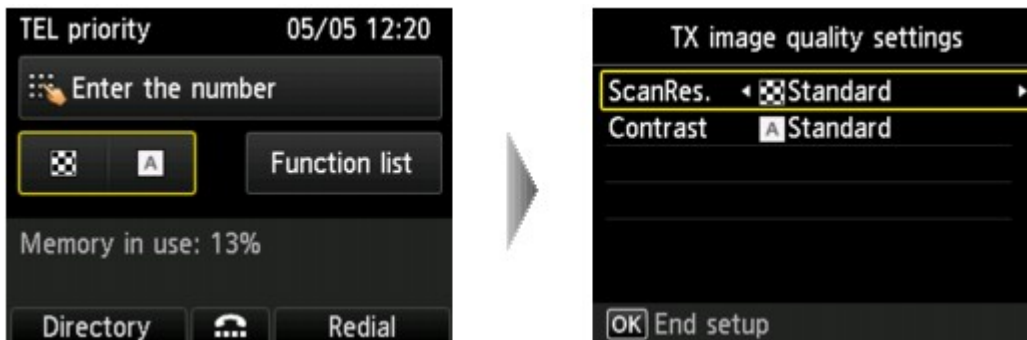 TEL priority 05/05 12:20
Enter the number
A Function list
Memory in use: 13%
Directory Redial
TX image quality settings
ScanRes. Standard
Contrast A Standard
OK End setup